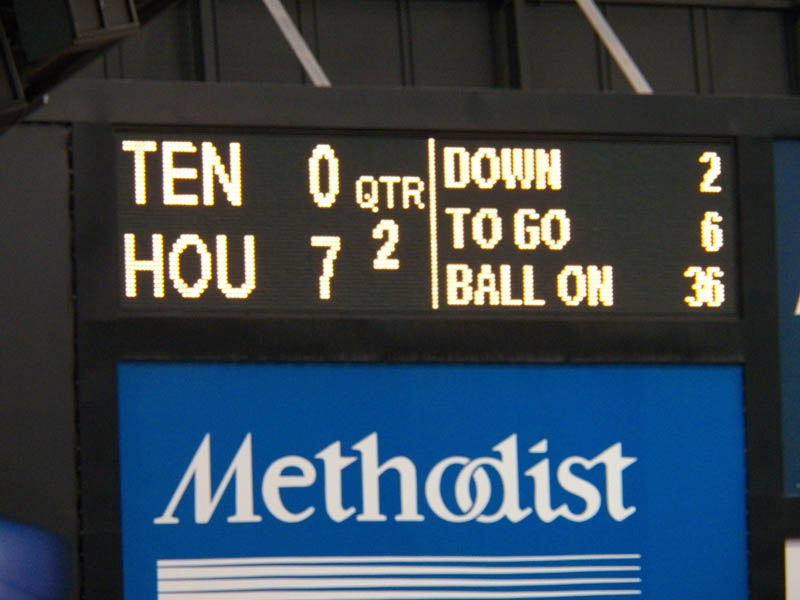 TEN 0 QTR
HOU 7 2
DOWN 2
TO GO 6
BALL ON 36
Methodist